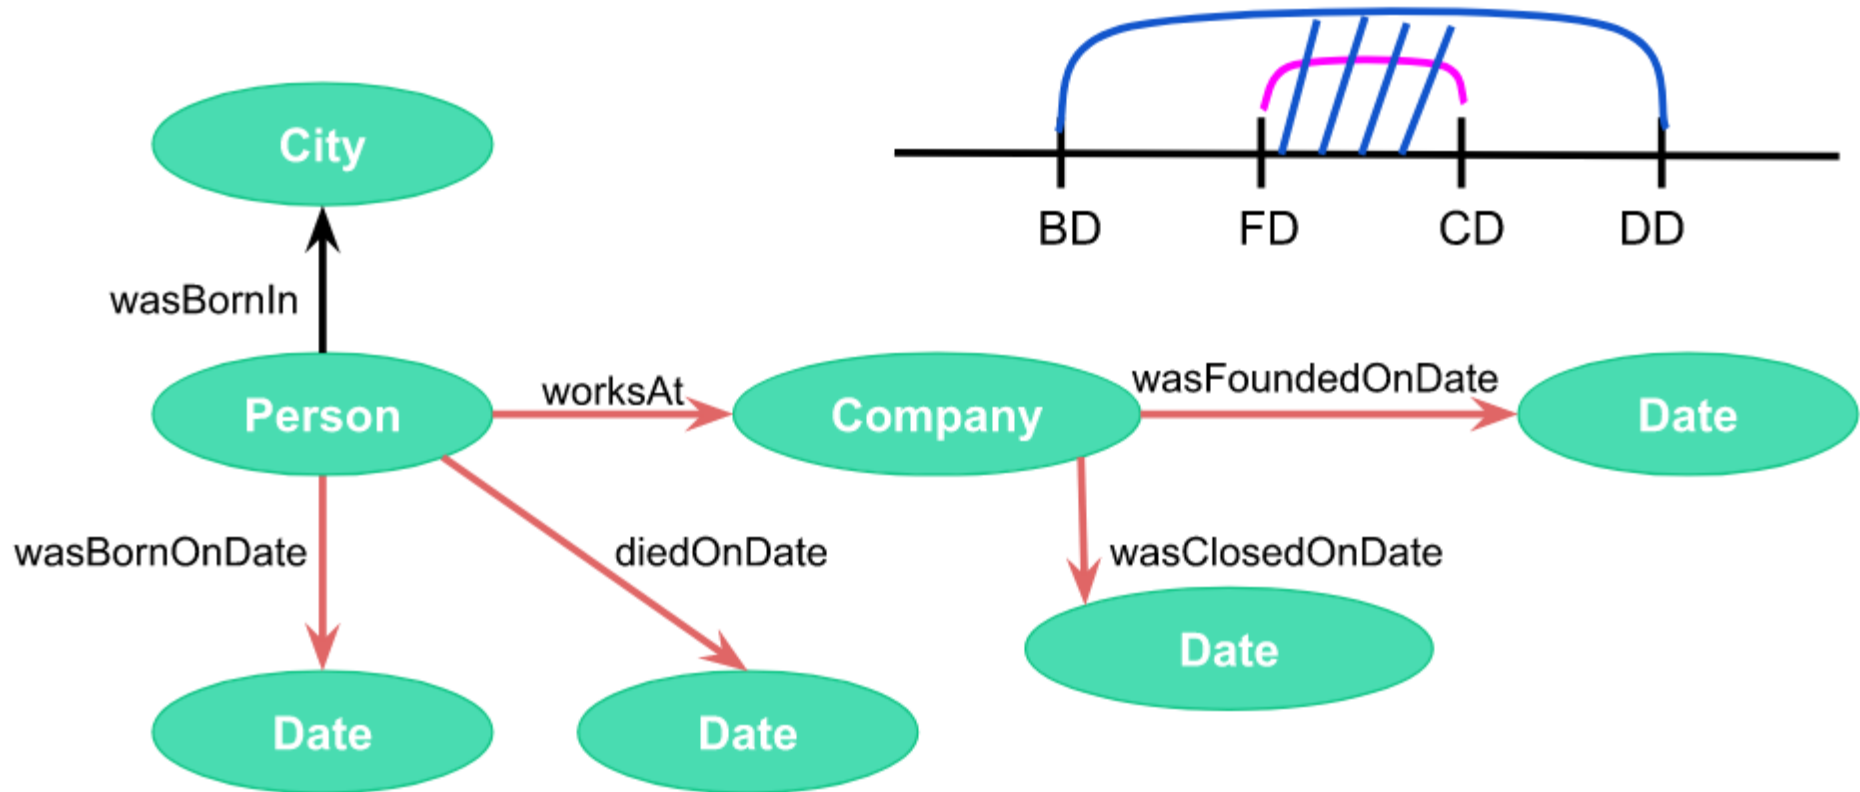 City
BD FD CD DD
wasBornIn
Person
worksAt
Company
wasFoundedOnDate
Date
wasBornOnDate
diedOnDate
wasClosedOnDate
Date
Date
Date